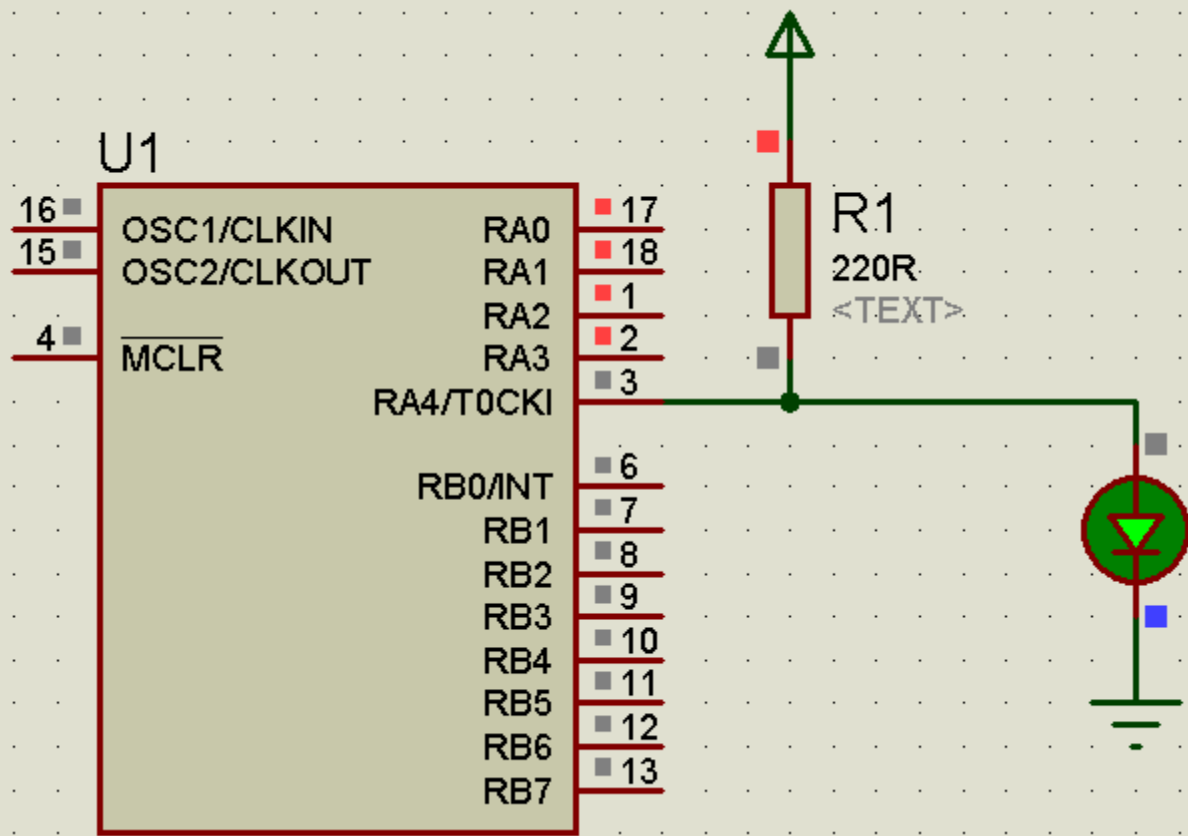 U1
16 OSC1/CLKIN RA0 17
15 OSC2/CLKOUT RA1 18
RA2 1
4 MCLR RA3 2
RA4/T0CKI 3
RB0/INT 6
RB1 7
RB2 8
RB3 9
RB4 10
RB5 11
RB6 12
RB7 13
R1
220R
<TEXT>